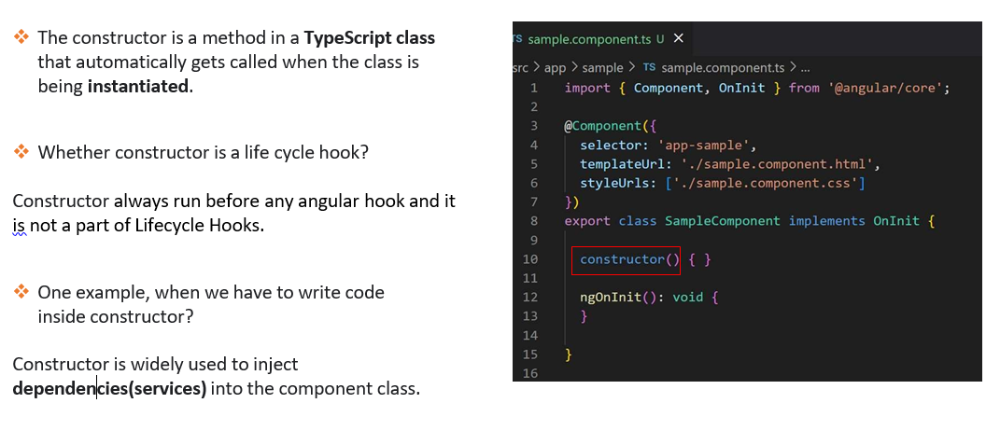 The constructor is a method in a TypeScript class
that automatically gets called when the class is
being instantiated.
Whether constructor is a life cycle hook?
Constructor always run before any angular hook and it
is not a part of Lifecycle Hooks.
One example, when we have to write code
inside constructor?
Constructor is widely used to inject
dependencies(services) into the component class.
TS sample.component.ts U ✕
src > app > sample > TS sample.component.ts > ...
1 import { Component, OnInit } from '@angular/core';
2
3 @Component({
4 selector: 'app-sample',
5 templateUrl: './sample.component.html',
6 styleUrls: ['./sample.component.css']
7 })
8 export class SampleComponent implements OnInit {
9
10 constructor() { }
11
12 ngOnInit(): void {
13 }
14
15 }
16